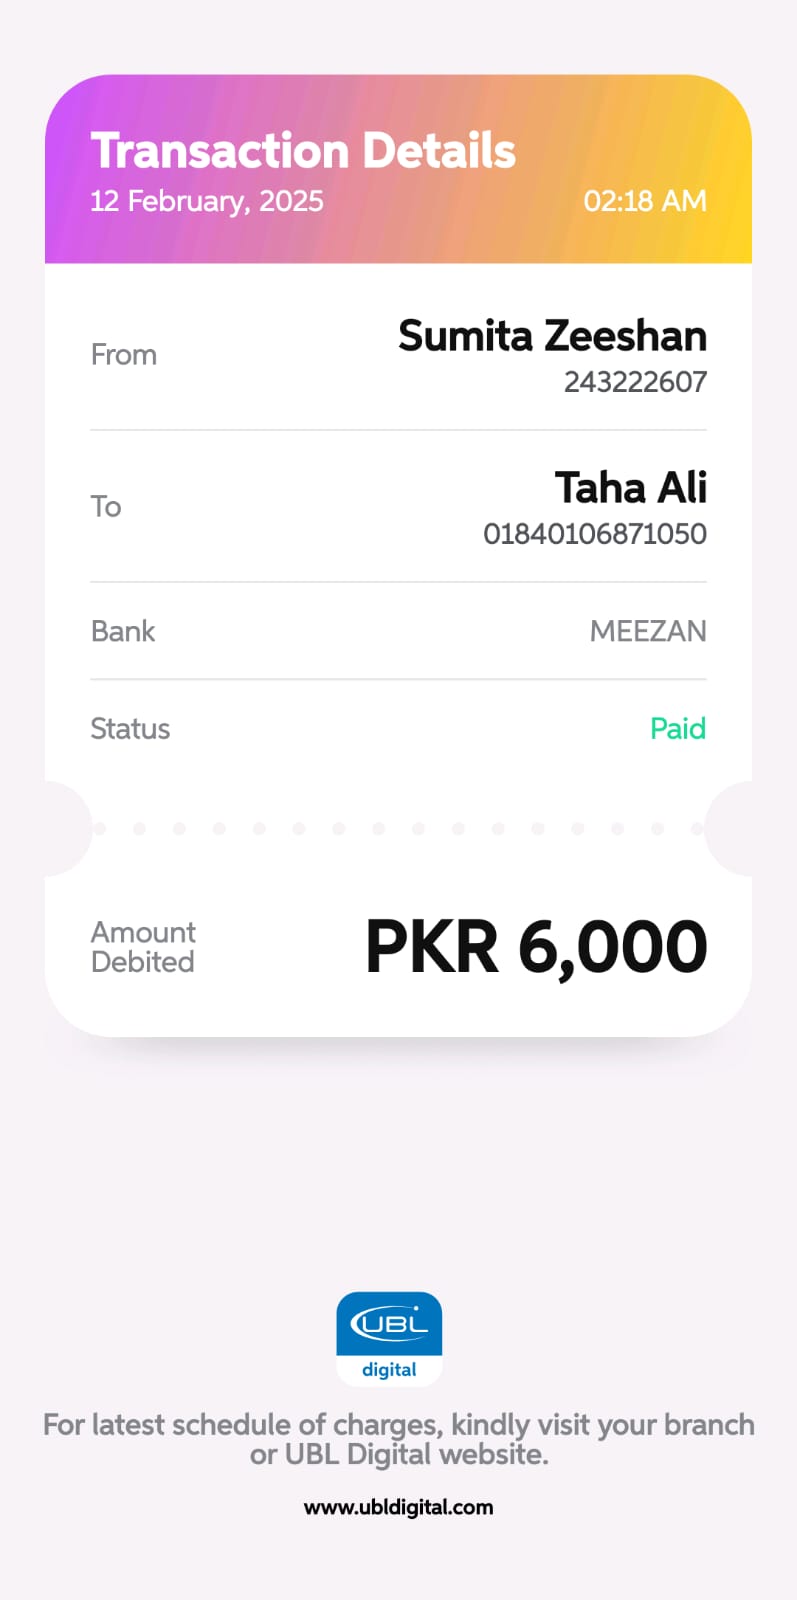 Transaction Details
12 February, 2025 02:18 AM
From
Sumita Zeeshan
243222607
To
Taha Ali
01840106871050
Bank MEEZAN
Status Paid
Amount
Debited
PKR 6,000
UBL
digital
For latest schedule of charges, kindly visit your branch
or UBL Digital website.
www.ubldigital.com